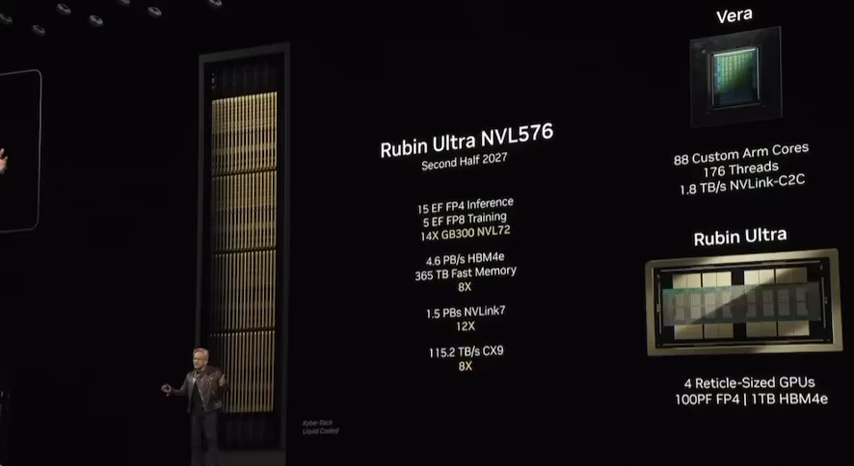 Rubin Ultra NVL576
Second Half 2027
15 EF FP4 Inference
5 EF FP8 Training
14X GB300 NVL72
4.6 PB/s HBM4e
365 TB Fast Memory
8X
1.5 PBs NVLink7
12X
115.2 TB/s CX9
8X
Kyber Rack
Liquid Cooled
Vera
88 Custom Arm Cores
176 Threads
1.8 TB/s NVLink-C2C
Rubin Ultra
4 Reticle-Sized GPUs
100PF FP4 | 1TB HBM4e